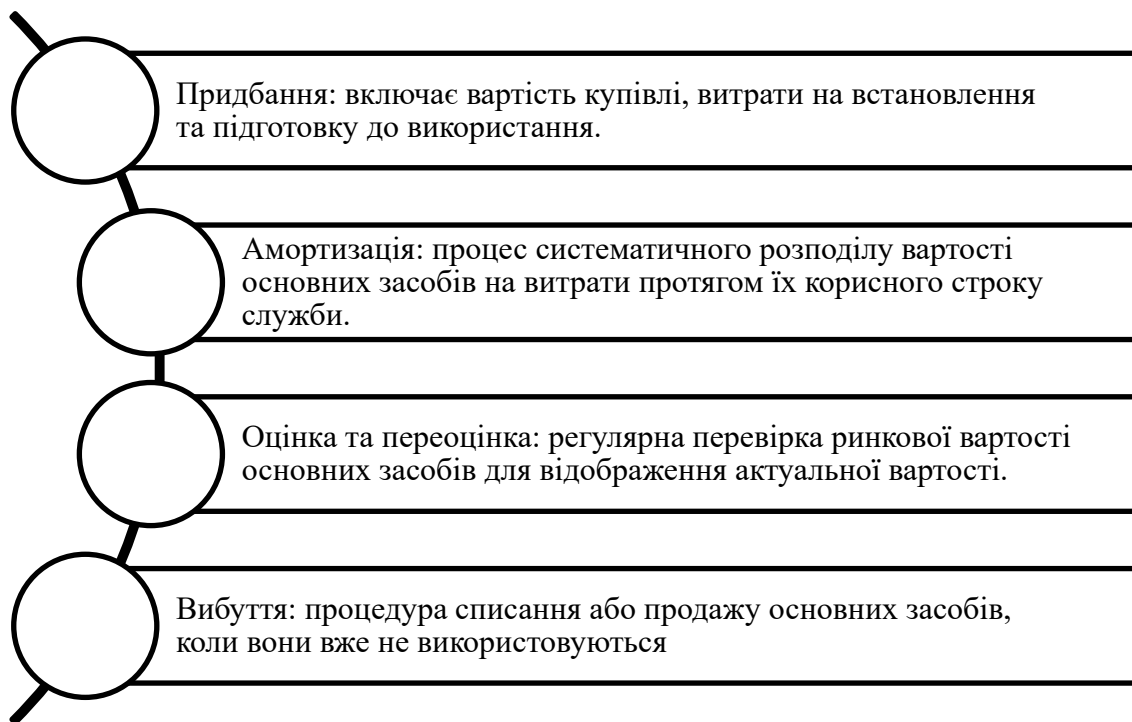 Придбання: включає вартість купівлі, витрати на встановлення
та підготовку до використання.
Амортизація: процес систематичного розподілу вартості
основних засобів на витрати протягом їх корисного строку
служби.
Оцінка та переоцінка: регулярна перевірка ринкової вартості
основних засобів для відображення актуальної вартості.
Вибуття: процедура списання або продажу основних засобів,
коли вони вже не використовуються